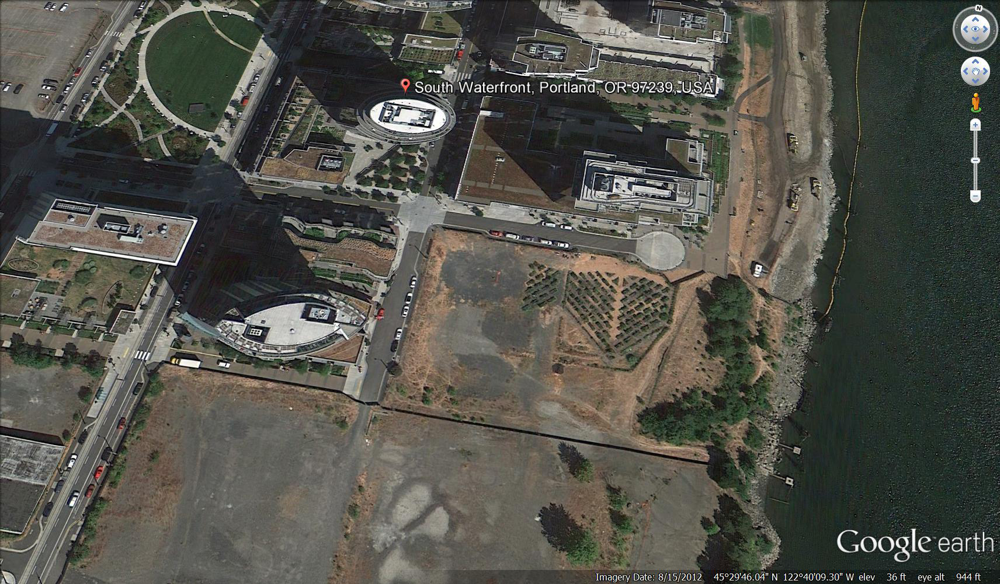 N
South Waterfront, Portland, OR 97239, USA
Google earth
Imagery Date: 8/15/2012 45°29'46.04" N 122°40'09.30" W elev 36 ft eye alt 944 ft